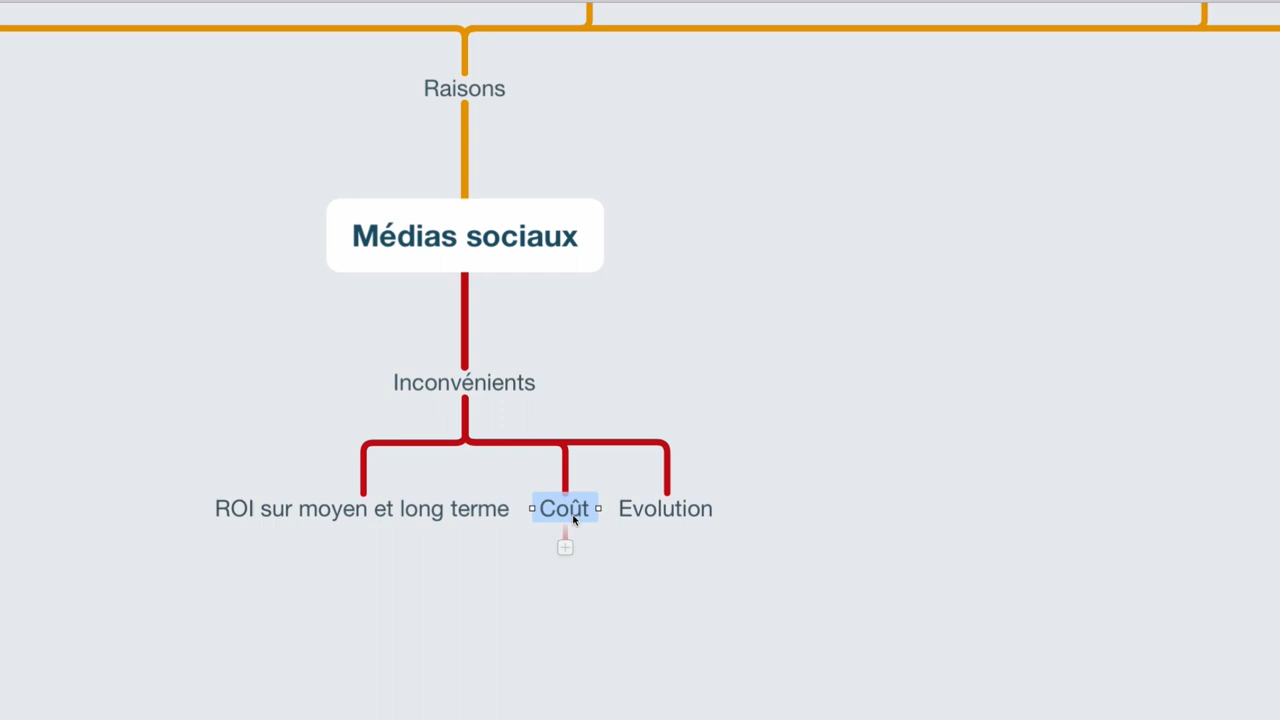 Raisons
Médias sociaux
Inconvénients
ROI sur moyen et long terme
Coût
Evolution